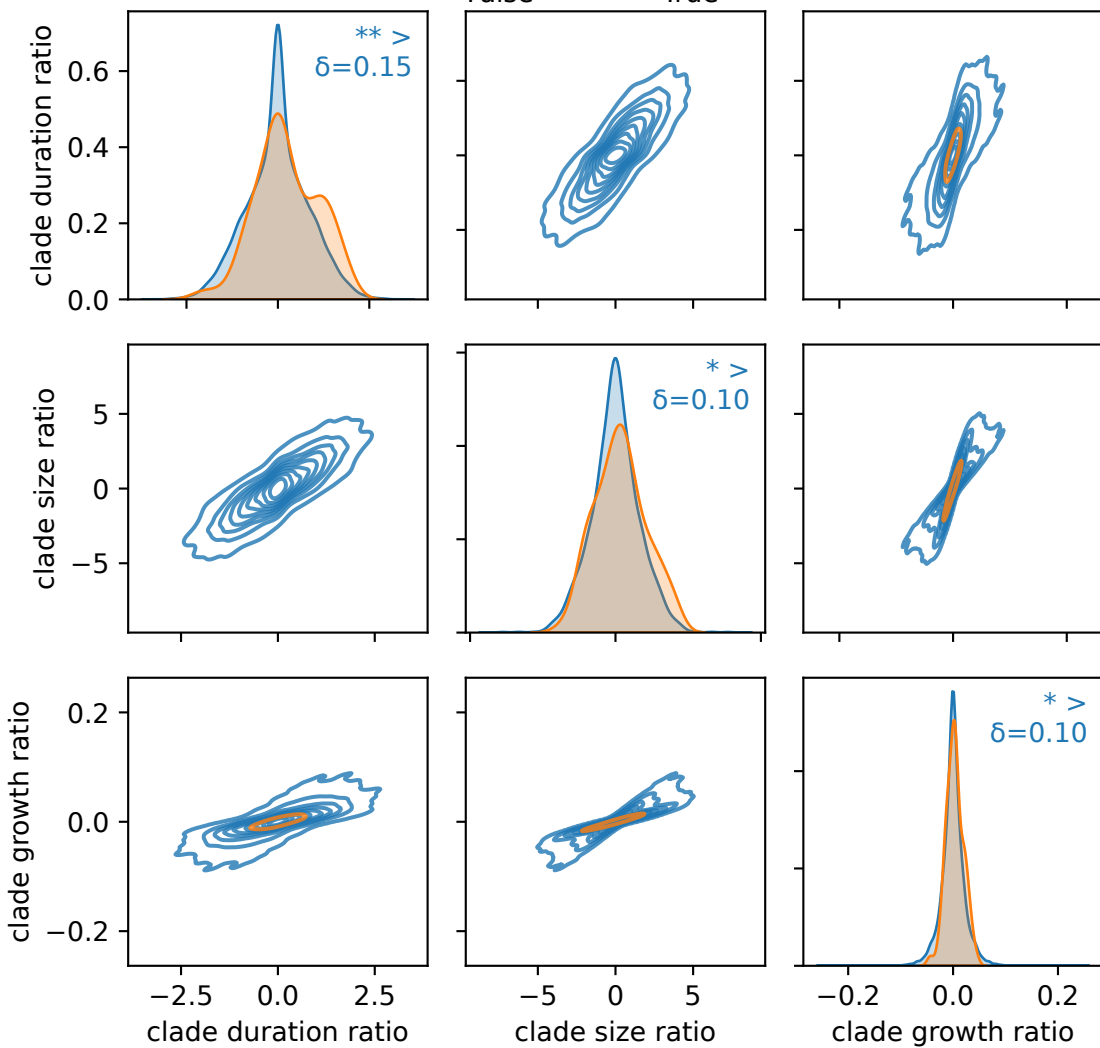 clade duration ratio
0.6
0.4
0.2
0.0
** >
δ=0.15
clade size ratio
5
0
−5
* >
δ=0.10
clade growth ratio
0.2
0.0
−0.2
* >
δ=0.10
−2.5 0.0 2.5
−5 0 5
−0.2 0.0 0.2
clade duration ratio
clade size ratio
clade growth ratio